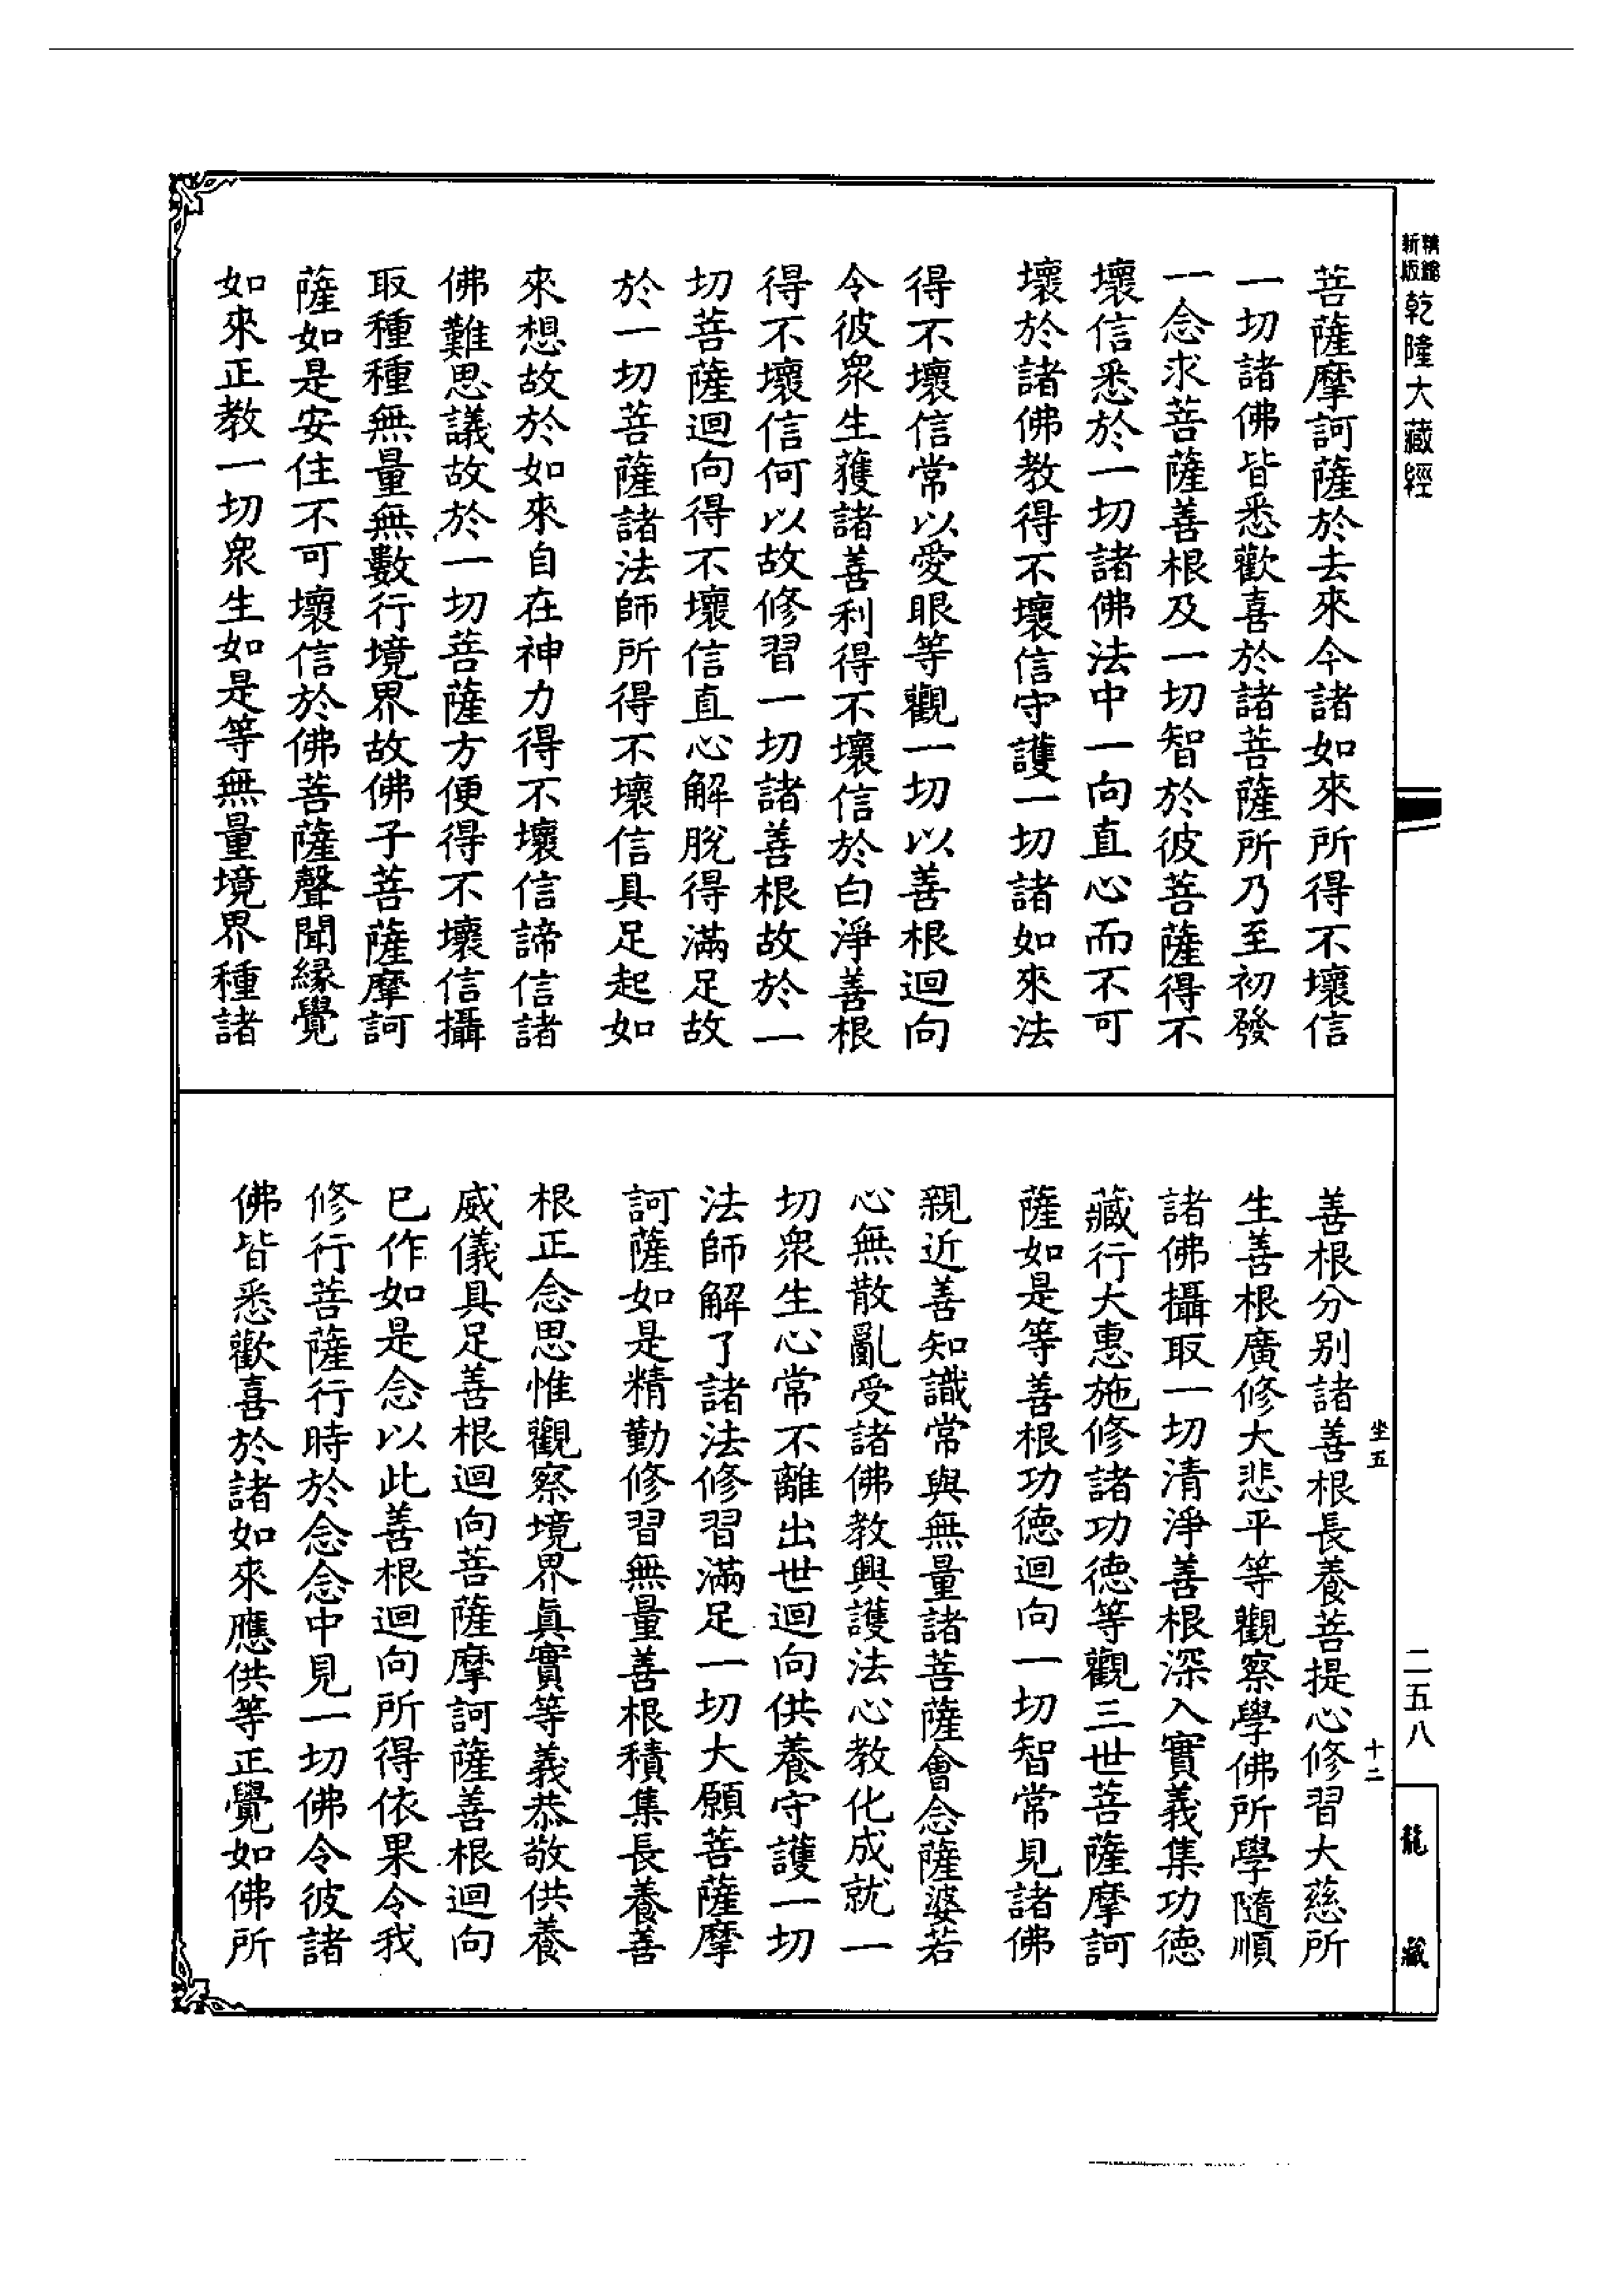 精縮
新版
乾隆大藏經
菩薩摩訶薩於去來今諸如來所得不壞信
一切諸佛皆悉歡喜於諸菩薩所乃至初發
一念求菩薩善根及一切智於彼菩薩得不
壞信悉於一切諸佛法中一向直心而不可
壞於諸佛教得不壞信守護一切諸如來法
得不壞信常以愛眼等觀一切以善根迴向
令彼衆生獲諸善利得不壞信於白淨善根
得不壞信何以故修習一切諸善根故於一
切菩薩迴向得不壞信直心解脫得滿足故
於一切菩薩諸法師所得不壞信具足起如
來想故於如來自在神力得不壞信諦信諸
佛難思議故於一切菩薩方便得不壞信攝
取種種無量無數行境界故佛子菩薩摩訶
薩如是安住不可壞信於佛菩薩聲聞緣覺
如來正教一切衆生如是等無量境界種諸
坐五
十二
善根分別諸善根長養菩提心修習大慈所
生善根廣修大悲平等觀察學佛所學隨順
諸佛攝取一切清淨善根深入實義集功德
藏行大惠施修諸功德等觀三世菩薩摩訶
薩如是等善根功德迴向一切智常見諸佛
親近善知識常與無量諸菩薩會念薩婆若
心無散亂受諸佛教興護法心教化成就一
切衆生心常不離出世迴向供養守護一切
法師解了諸法修習滿足一切大願菩薩摩
訶薩如是精勤修習無量善根積集長養善
根正念思惟觀察境界眞實等義恭敬供養
威儀具足善根迴向菩薩摩訶薩善根迴向
已作如是念以此善根迴向所得依果令我
修行菩薩行時於念念中見一切佛令彼諸
佛皆悉歡喜於諸如來應供等正覺如佛所
二五八
龍藏